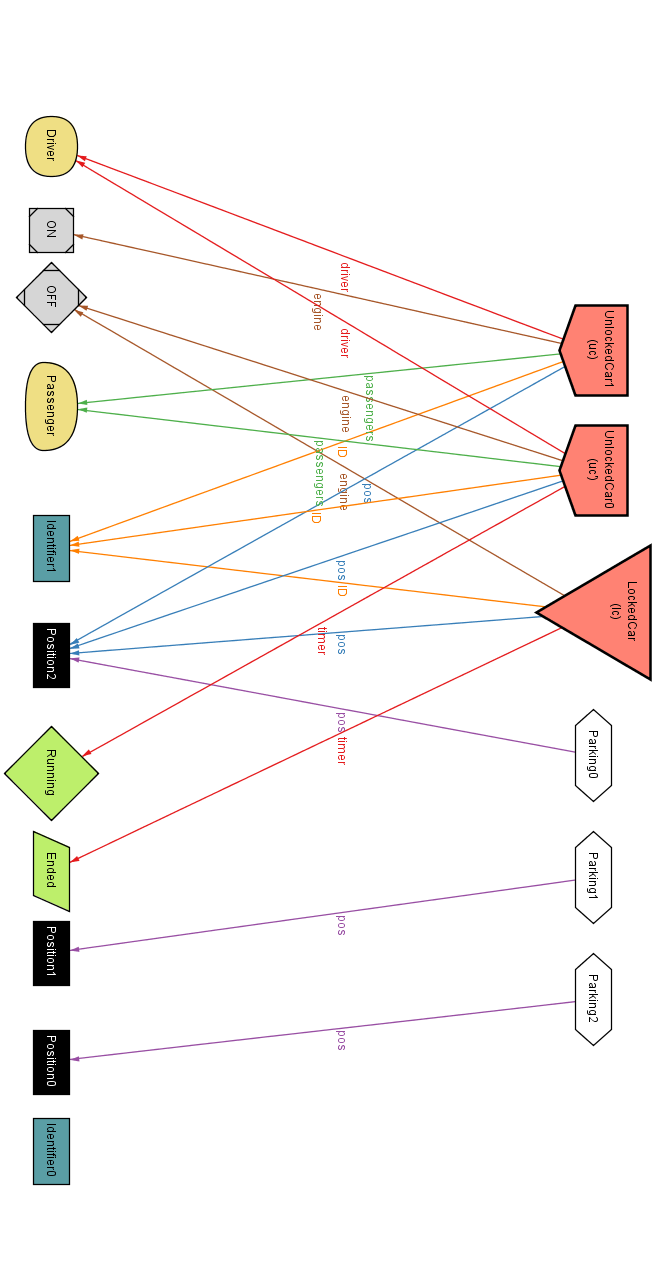 UnlockedCar1
(uc)
UnlockedCar0
(uc')
LockedCar
(lc)
Parking0
Parking1
Parking2
driver
engine
driver
passengers
engine
ID
passengers
engine
pos
ID
pos
ID
timer
pos
pos
timer
pos
pos
Driver
ON
OFF
Passenger
Identifier1
Position2
Running
Ended
Position1
Position0
Identifier0